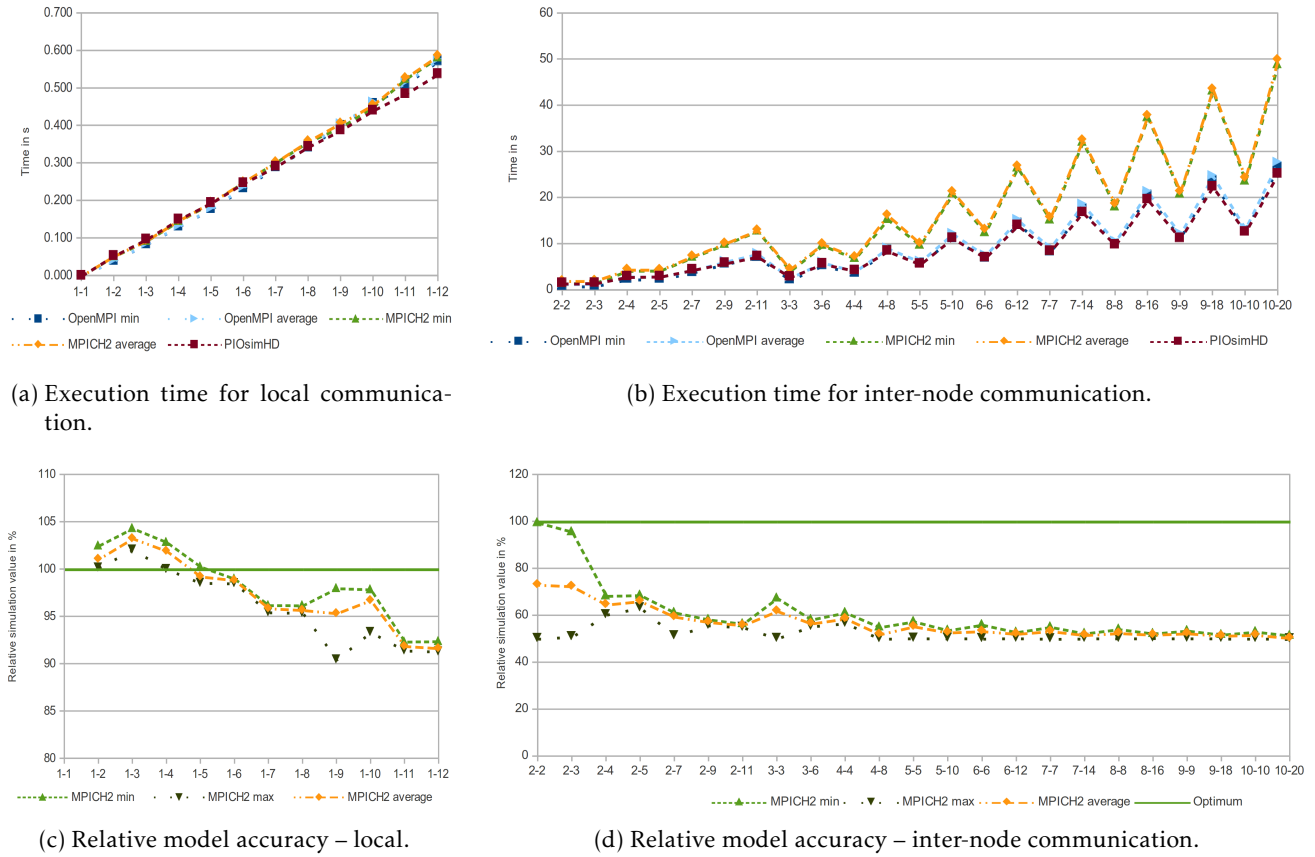 0.700
0.600
0.500
0.400
0.300
0.200
0.100
0.000
Time in s
1-1 1-2 1-3 1-4 1-5 1-6 1-7 1-8 1-9 1-10 1-11 1-12
OpenMPI min OpenMPI average MPICH2 min
MPICH2 average PIOsimHD
(a) Execution time for local communica-
tion.
60
50
40
30
20
10
0
Time in s
2-2 2-3 2-4 2-5 2-7 2-9 2-11 3-3 3-6 4-4 4-8 5-5 5-10 6-6 6-12 7-7 7-14 8-8 8-16 9-9 9-18 10-10 10-20
OpenMPI min OpenMPI average MPICH2 min MPICH2 average PIOsimHD
(b) Execution time for inter-node communication.
110
105
100
95
90
85
80
Relative simulation value in %
1-1 1-2 1-3 1-4 1-5 1-6 1-7 1-8 1-9 1-10 1-11 1-12
MPICH2 min MPICH2 max MPICH2 average
(c) Relative model accuracy – local.
120
100
80
60
40
20
0
Relative simulation value in %
2-2 2-3 2-4 2-5 2-7 2-9 2-11 3-3 3-6 4-4 4-8 5-5 5-10 6-6 6-12 7-7 7-14 8-8 8-16 9-9 9-18 10-10 10-20
MPICH2 min MPICH2 max MPICH2 average Optimum
(d) Relative model accuracy – inter-node communication.